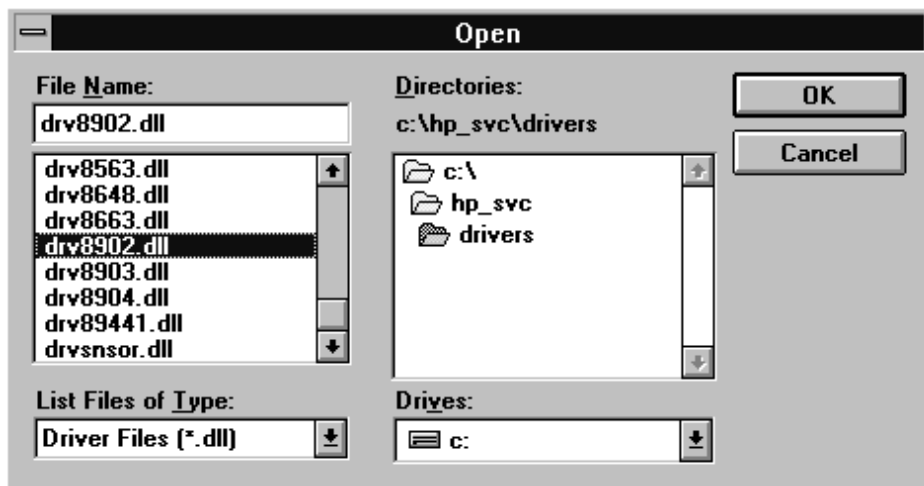 Open
File Name:
drv8902.dll
drv8563.dll
drv8648.dll
drv8663.dll
drv8902.dll
drv8903.dll
drv8904.dll
drv89441.dll
drvsnsor.dll
List Files of Type:
Driver Files (*.dll)
Directories:
c:\hp_svc\drivers
c:\
hp_svc
drivers
Drives:
c:
OK
Cancel